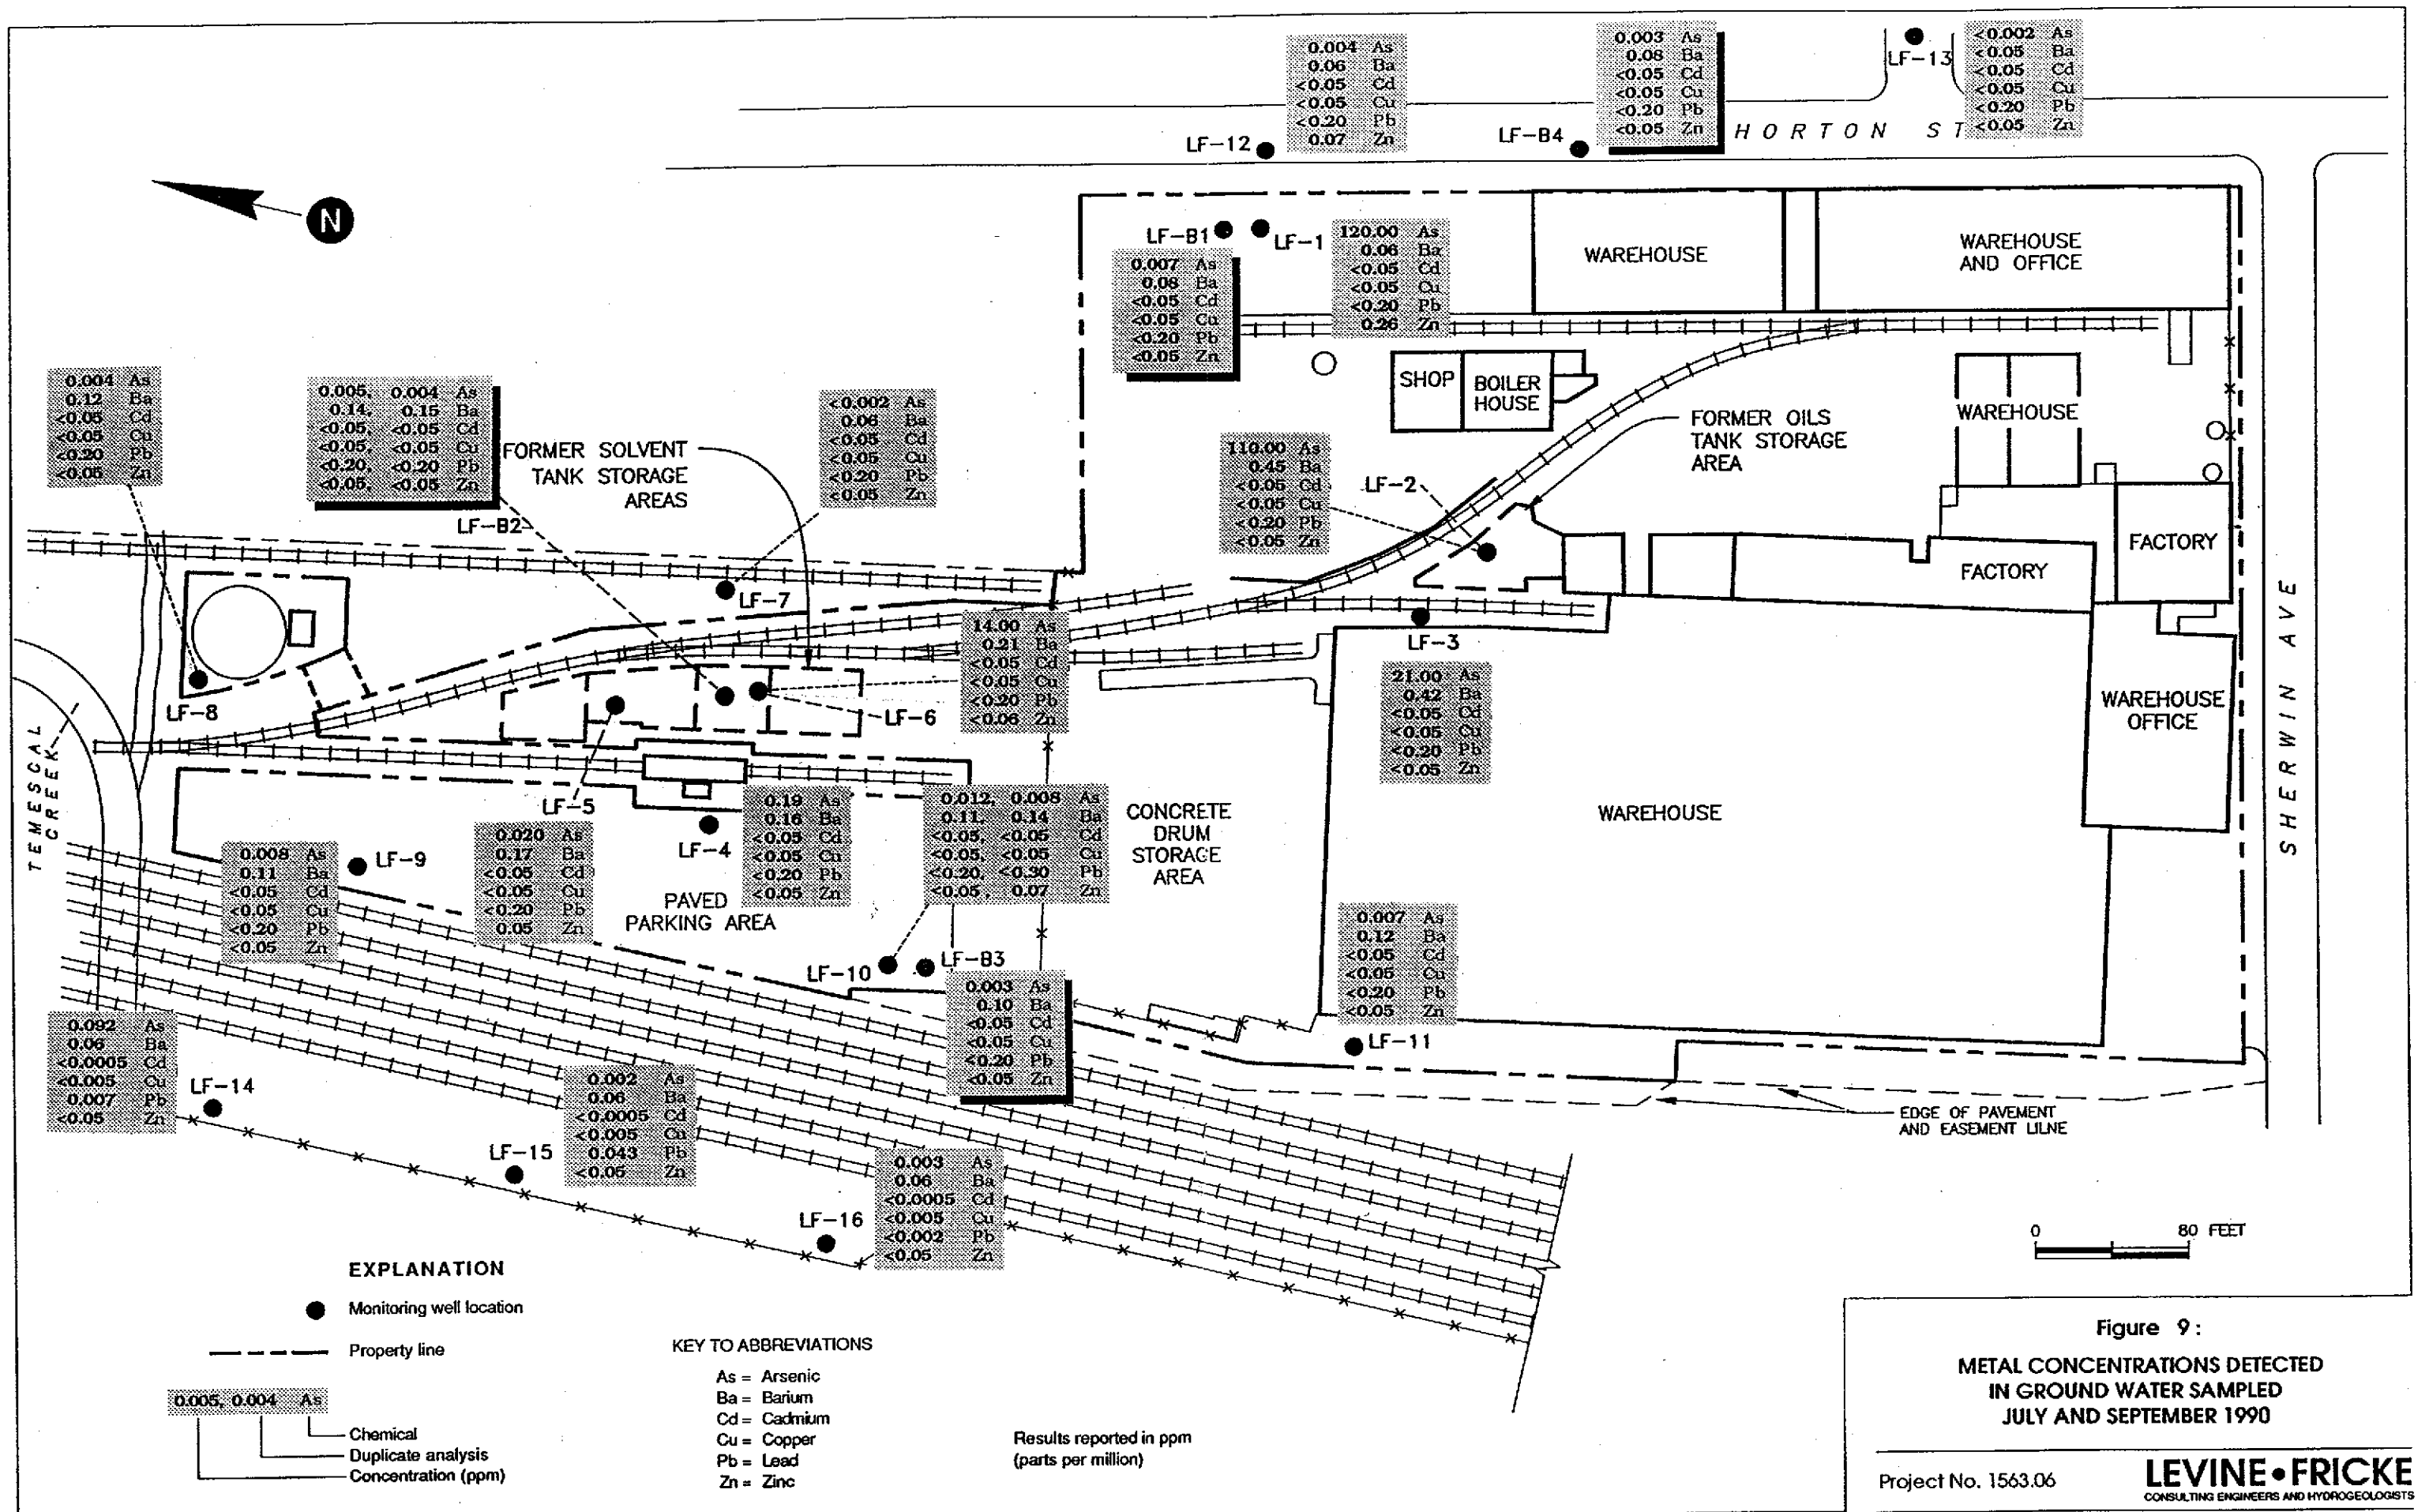 0.004 As
0.06 Ba
<0.05 Cd
<0.05 Cu
<0.20 Pb
0.07 Zn
LF-12
0.003 As
0.08 Ba
<0.05 Cd
<0.05 Cu
<0.20 Pb
<0.05 Zn
LF-B4
LF-13
<0.002 As
<0.05 Ba
<0.05 Cd
<0.05 Cu
<0.20 Pb
<0.05 Zn
HORTON ST
N
LF-B1
LF-1
0.007 As
0.08 Ba
<0.05 Cd
<0.05 Cu
<0.20 Pb
<0.05 Zn
120.00 As
0.06 Ba
<0.05 Cd
<0.05 Cu
<0.20 Pb
0.26 Zn
WAREHOUSE
WAREHOUSE
AND OFFICE
SHOP
BOILER
HOUSE
WAREHOUSE
FORMER OILS
TANK STORAGE
AREA
0.004 As
0.12 Ba
<0.05 Cd
<0.05 Cu
<0.20 Pb
<0.05 Zn
0.005, 0.004 As
0.14, 0.15 Ba
<0.05, <0.05 Cd
<0.05, <0.05 Cu
<0.20, <0.20 Pb
<0.05, <0.05 Zn
LF-B2
FORMER SOLVENT
TANK STORAGE
AREAS
<0.002 As
0.06 Ba
<0.05 Cd
<0.05 Cu
<0.20 Pb
<0.05 Zn
LF-7
110.00 As
0.45 Ba
<0.05 Cd
<0.05 Cu
<0.20 Pb
<0.05 Zn
LF-2
FACTORY
FACTORY
LF-8
14.00 As
0.21 Ba
<0.05 Cd
<0.05 Cu
<0.20 Pb
<0.06 Zn
LF-6
LF-3
21.00 As
0.42 Ba
<0.05 Cd
<0.05 Cu
<0.20 Pb
<0.05 Zn
WAREHOUSE
OFFICE
SHERWIN AVE
TEMESCAL
CREEK
LF-5
0.020 As
0.17 Ba
<0.05 Cd
<0.05 Cu
<0.20 Pb
0.05 Zn
LF-4
0.19 As
0.16 Ba
<0.05 Cd
<0.05 Cu
<0.20 Pb
<0.05 Zn
PAVED
PARKING AREA
0.012, 0.008 As
0.11, 0.14 Ba
<0.05, <0.05 Cd
<0.05, <0.05 Cu
<0.20, <0.30 Pb
<0.05, 0.07 Zn
CONCRETE
DRUM
STORAGE
AREA
WAREHOUSE
0.008 As
0.11 Ba
<0.05 Cd
<0.05 Cu
<0.20 Pb
<0.05 Zn
LF-9
LF-10
LF-B3
0.003 As
0.10 Ba
<0.05 Cd
<0.05 Cu
<0.20 Pb
<0.05 Zn
0.007 As
0.12 Ba
<0.05 Cd
<0.05 Cu
<0.20 Pb
<0.05 Zn
LF-11
0.092 As
0.06 Ba
<0.0005 Cd
<0.005 Cu
0.007 Pb
<0.05 Zn
LF-14
0.002 As
0.06 Ba
<0.0005 Cd
<0.005 Cu
0.043 Pb
<0.05 Zn
LF-15
0.003 As
0.06 Ba
<0.0005 Cd
<0.005 Cu
<0.002 Pb
<0.05 Zn
LF-16
EDGE OF PAVEMENT
AND EASEMENT LILNE
0 80 FEET
EXPLANATION
Monitoring well location
Property line
0.005, 0.004 As
Chemical
Duplicate analysis
Concentration (ppm)
KEY TO ABBREVIATIONS
As = Arsenic
Ba = Barium
Cd = Cadmium
Cu = Copper
Pb = Lead
Zn = Zinc
Results reported in ppm
(parts per million)
Figure 9:
METAL CONCENTRATIONS DETECTED
IN GROUND WATER SAMPLED
JULY AND SEPTEMBER 1990
Project No. 1563.06
LEVINE•FRICKE
CONSULTING ENGINEERS AND HYDROGEOLOGISTS